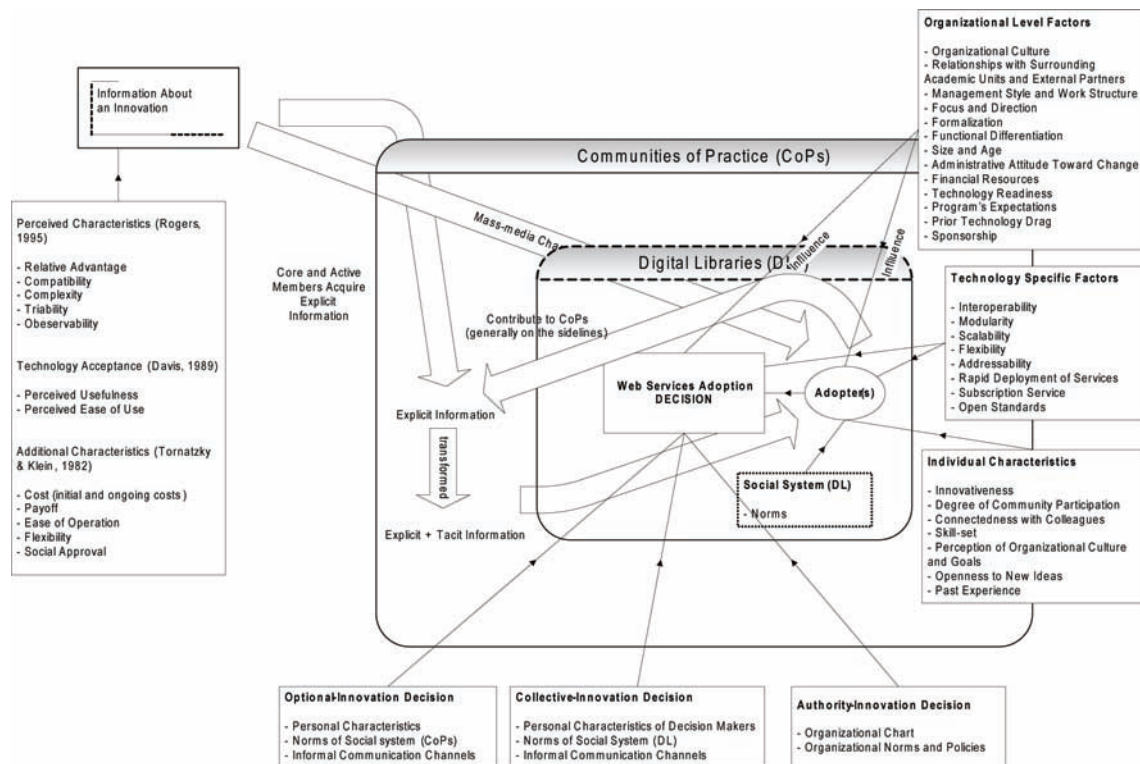 Organizational Level Factors
- Organizational Culture
- Relationships with Surrounding
Academic Units and External Partners
- Management Style and Work Structure
- Focus and Direction
- Formalization
- Functional Differentiation
- Size and Age
- Administrative Attitude Toward Change
- Financial Resources
- Technology Readiness
- Program's Expectations
- Prior Technology Drag
- Sponsorship
Information About
an Innovation
Communities of Practice (CoPs)
Mass-media
Influence
Influence
Digital Libraries
Perceived Characteristics (Rogers,
1995)
- Relative Advantage
- Compatibility
- Complexity
- Triability
- Obeservability
Technology Acceptance (Davis, 1989)
- Perceived Usefulness
- Perceived Ease of Use
Additional Characteristics (Tornatzky
& Klein, 1982)
- Cost (initial and ongoing costs)
- Payoff
- Ease of Operation
- Flexibility
- Social Approval
Core and Active
Members Acquire
Explicit
Information
Contribute to CoPs
(generally on the sidelines)
Explicit Information
transformed
Explicit + Tacit Information
Web Services Adoption
DECISION
Adopter(s)
Social System (DL)
- Norms
Technology Specific Factors
- Interoperability
- Modularity
- Scalability
- Flexibility
- Addressability
- Rapid Deployment of Services
- Subscription Service
- Open Standards
Individual Characteristics
- Innovativeness
- Degree of Community Participation
- Connectedness with Colleagues
- Skill-set
- Perception of Organizational Culture
and Goals
- Openness to New Ideas
- Past Experience
Optional-Innovation Decision
- Personal Characteristics
- Norms of Social system (CoPs)
- Informal Communication Channels
Collective-Innovation Decision
- Personal Characteristics of Decision Makers
- Norms of Social System (DL)
- Informal Communication Channels
Authority-Innovation Decision
- Organizational Chart
- Organizational Norms and Policies